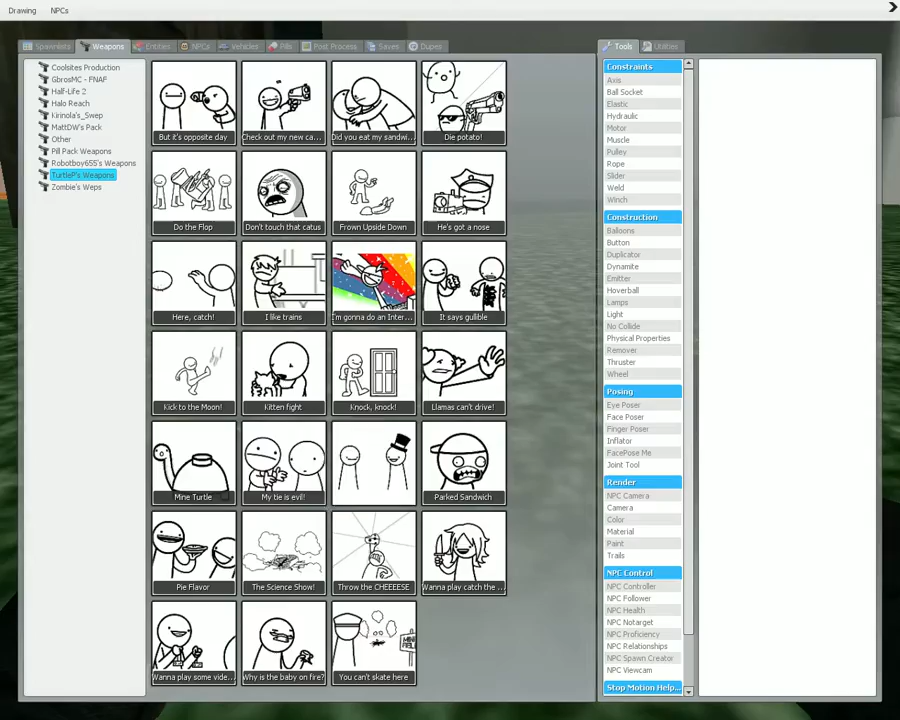 Drawing NPCs
Spawnlists Weapons Entities NPCs Vehicles Pills Post Process Saves Dupes
Tools Utilities
Coolsites Production
GbrosMC - FNAF
Half-Life 2
Halo Reach
Kirinola's_Swep
MattDW's Pack
Other
Pill Pack Weapons
Robotboy655's Weapons
TurtleP's Weapons
Zombie's Weps
But it's opposite day
Check out my new ca...
Did you eat my sandwi...
Die potato!
Do the Flop
Don't touch that catus
Frown Upside Down
He's got a nose
Here, catch!
I like trains
I'm gonna do an Inter...
It says gullible
Kick to the Moon!
Kitten fight
Knock, knock!
Llamas can't drive!
Mine Turtle
My tie is evil!
Parked Sandwich
Pie Flavor
The Science Show!
Throw the CHEEEESE
Wanna play catch the ...
Wanna play some vide...
Why is the baby on fire?
You can't skate here
Constraints
Axis
Ball Socket
Elastic
Hydraulic
Motor
Muscle
Pulley
Rope
Slider
Weld
Winch
Construction
Balloons
Button
Duplicator
Dynamite
Emitter
Hoverball
Lamps
Light
No Collide
Physical Properties
Remover
Thruster
Wheel
Posing
Eye Poser
Face Poser
Finger Poser
Inflator
FacePose Me
Joint Tool
Render
NPC Camera
Camera
Color
Material
Paint
Trails
NPC Control
NPC Controller
NPC Follower
NPC Health
NPC Notarget
NPC Proficiency
NPC Relationships
NPC Spawn Creator
NPC Viewcam
Stop Motion Help...